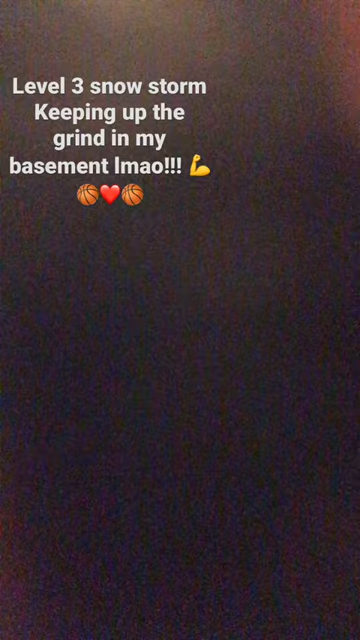 Level 3 snow storm
Keeping up the
grind in my
basement lmao!!! 💪
🏀❤️🏀